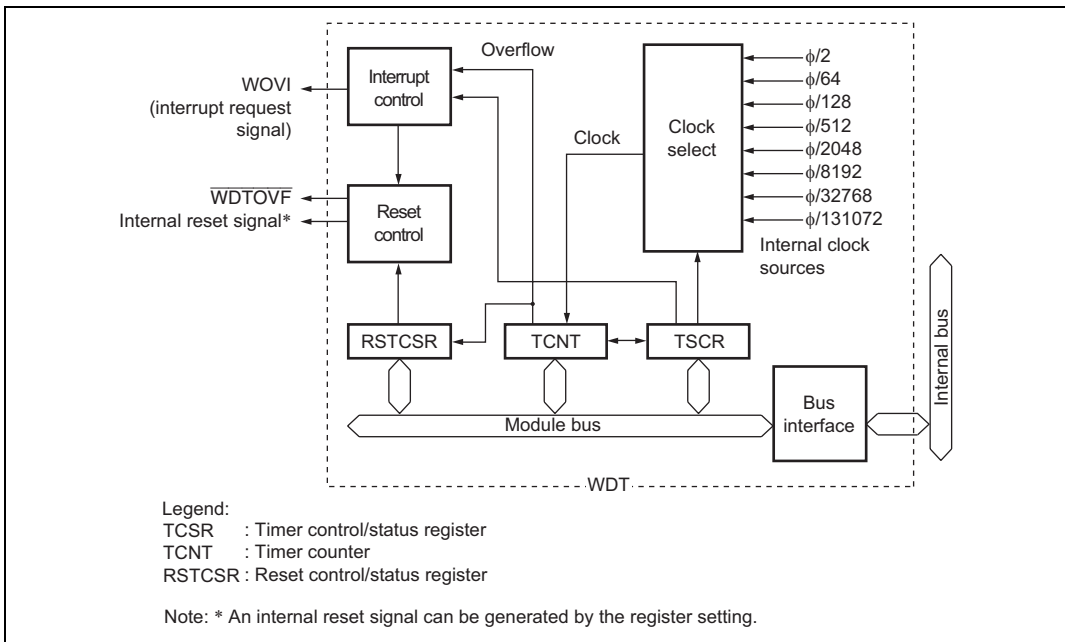 Overflow
WOVI
(interrupt request
signal)
Interrupt
control
WDTOVF
Internal reset signal*
Reset
control
Clock
Clock
select
ϕ/2
ϕ/64
ϕ/128
ϕ/512
ϕ/2048
ϕ/8192
ϕ/32768
ϕ/131072
Internal clock
sources
RSTCSR
TCNT
TSCR
Module bus
Bus
interface
Internal bus
WDT
Legend:
TCSR : Timer control/status register
TCNT : Timer counter
RSTCSR : Reset control/status register
Note: * An internal reset signal can be generated by the register setting.